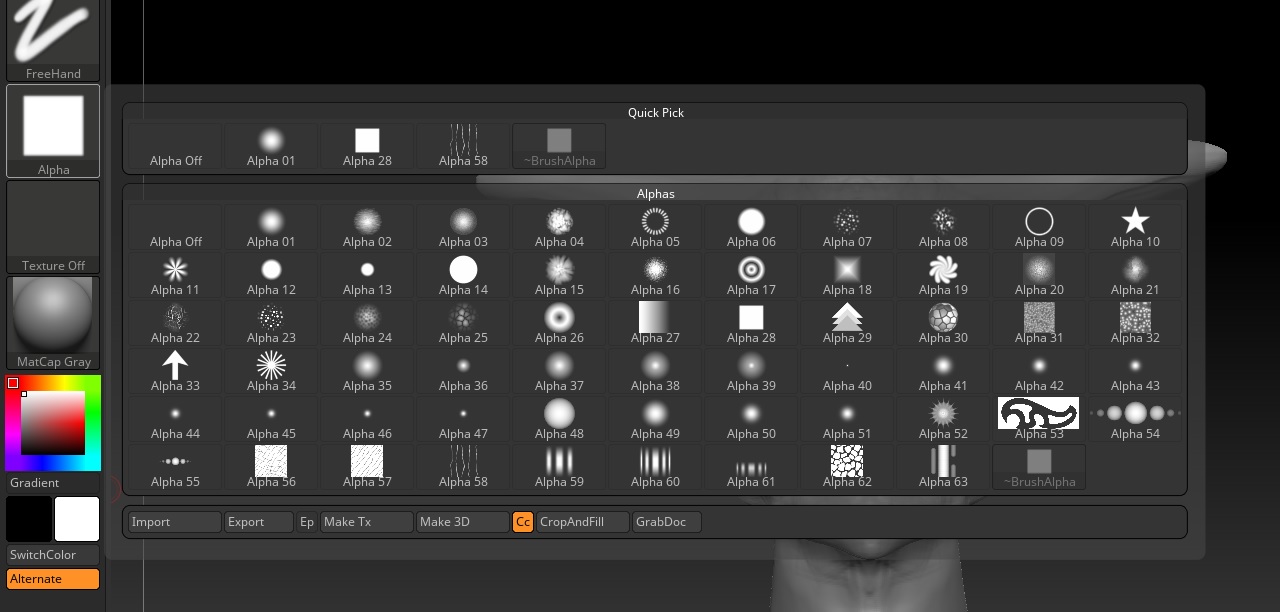 FreeHand
Alpha
Texture Off
MatCap Gray
Gradient
SwitchColor
Alternate
Quick Pick
Alpha Off Alpha 01 Alpha 28 Alpha 58 ~BrushAlpha
Alphas
Alpha Off Alpha 01 Alpha 02 Alpha 03 Alpha 04 Alpha 05 Alpha 06 Alpha 07 Alpha 08 Alpha 09 Alpha 10
Alpha 11 Alpha 12 Alpha 13 Alpha 14 Alpha 15 Alpha 16 Alpha 17 Alpha 18 Alpha 19 Alpha 20 Alpha 21
Alpha 22 Alpha 23 Alpha 24 Alpha 25 Alpha 26 Alpha 27 Alpha 28 Alpha 29 Alpha 30 Alpha 31 Alpha 32
Alpha 33 Alpha 34 Alpha 35 Alpha 36 Alpha 37 Alpha 38 Alpha 39 Alpha 40 Alpha 41 Alpha 42 Alpha 43
Alpha 44 Alpha 45 Alpha 46 Alpha 47 Alpha 48 Alpha 49 Alpha 50 Alpha 51 Alpha 52 Alpha 53 Alpha 54
Alpha 55 Alpha 56 Alpha 57 Alpha 58 Alpha 59 Alpha 60 Alpha 61 Alpha 62 Alpha 63 ~BrushAlpha
Import Export Ep Make Tx Make 3D Cc CropAndFill GrabDoc